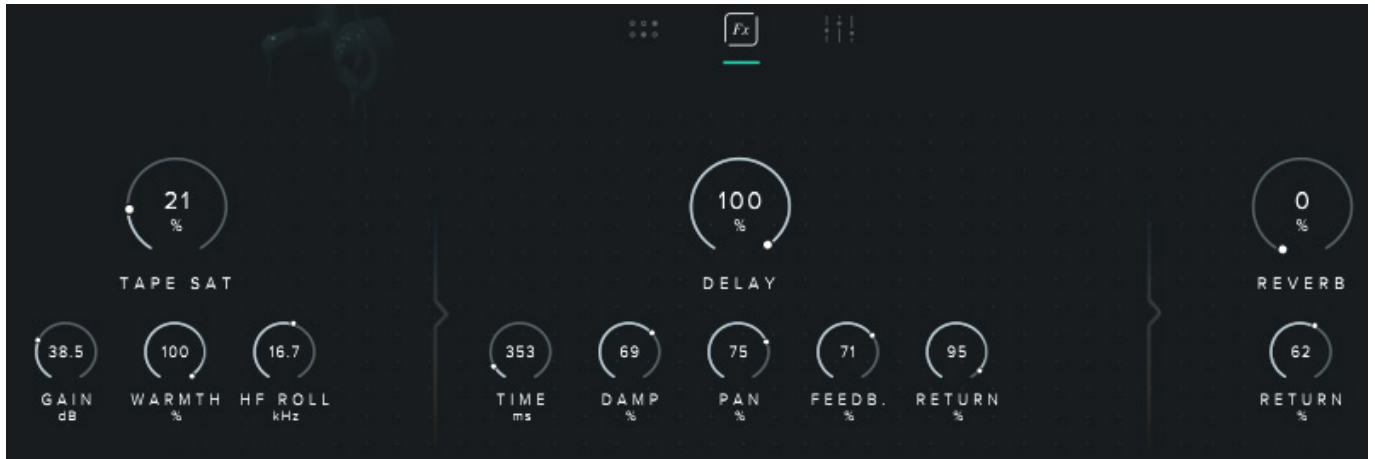 Fx
21
%
TAPE SAT
38.5
GAIN
dB
100
WARMTH
%
16.7
HF ROLL
kHz
100
%
DELAY
353
TIME
ms
69
DAMP
%
75
PAN
%
71
FEEDB.
%
95
RETURN
%
0
%
REVERB
62
RETURN
%